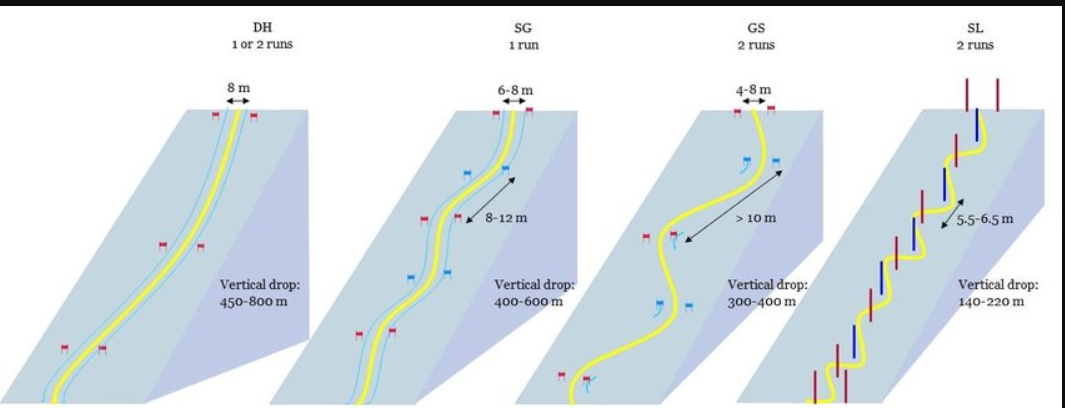 DH
1 or 2 runs
SG
1 run
GS
2 runs
SL
2 runs
8 m
6-8 m
4-8 m
8-12 m
> 10 m
5.5-6.5 m
Vertical drop:
450-800 m
Vertical drop:
400-600 m
Vertical drop:
300-400 m
Vertical drop:
140-220 m